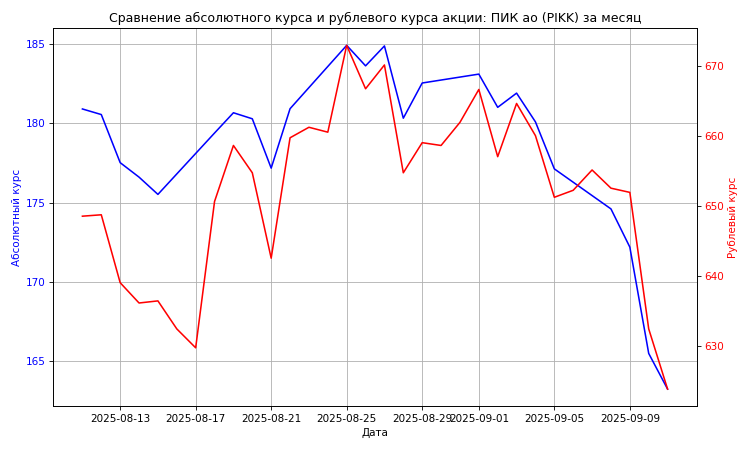 Сравнение абсолютного курса и рублевого курса акции: ПИК ао (PIKK) за месяц
Абсолютный курс
185
180
175
170
165
670
660
650
640
630
Рублевый курс
2025-08-13 2025-08-17 2025-08-21 2025-08-25 2025-08-29 2025-09-01 2025-09-05 2025-09-09
Дата